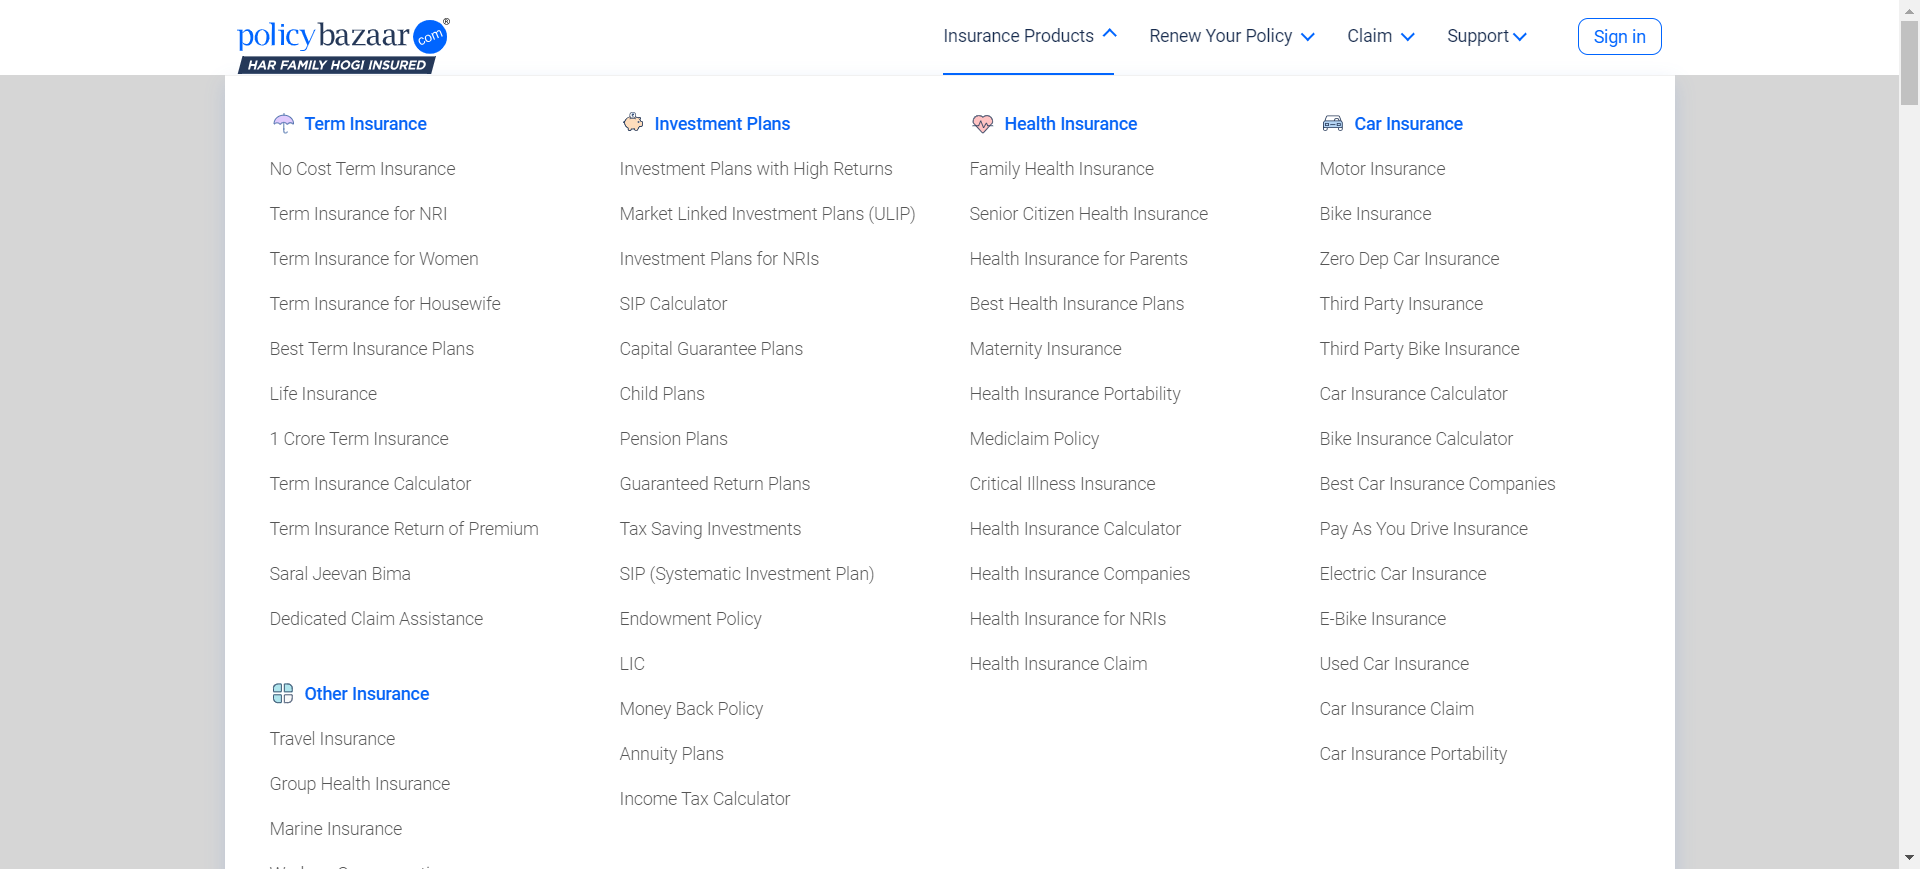 policybazaar com ®
HAR FAMILY HOGI INSURED
Insurance Products
Renew Your Policy
Claim
Support
Sign in
Term Insurance
No Cost Term Insurance
Term Insurance for NRI
Term Insurance for Women
Term Insurance for Housewife
Best Term Insurance Plans
Life Insurance
1 Crore Term Insurance
Term Insurance Calculator
Term Insurance Return of Premium
Saral Jeevan Bima
Dedicated Claim Assistance
Other Insurance
Travel Insurance
Group Health Insurance
Marine Insurance
Investment Plans
Investment Plans with High Returns
Market Linked Investment Plans (ULIP)
Investment Plans for NRIs
SIP Calculator
Capital Guarantee Plans
Child Plans
Pension Plans
Guaranteed Return Plans
Tax Saving Investments
SIP (Systematic Investment Plan)
Endowment Policy
LIC
Money Back Policy
Annuity Plans
Income Tax Calculator
Health Insurance
Family Health Insurance
Senior Citizen Health Insurance
Health Insurance for Parents
Best Health Insurance Plans
Maternity Insurance
Health Insurance Portability
Mediclaim Policy
Critical Illness Insurance
Health Insurance Calculator
Health Insurance Companies
Health Insurance for NRIs
Health Insurance Claim
Car Insurance
Motor Insurance
Bike Insurance
Zero Dep Car Insurance
Third Party Insurance
Third Party Bike Insurance
Car Insurance Calculator
Bike Insurance Calculator
Best Car Insurance Companies
Pay As You Drive Insurance
Electric Car Insurance
E-Bike Insurance
Used Car Insurance
Car Insurance Claim
Car Insurance Portability